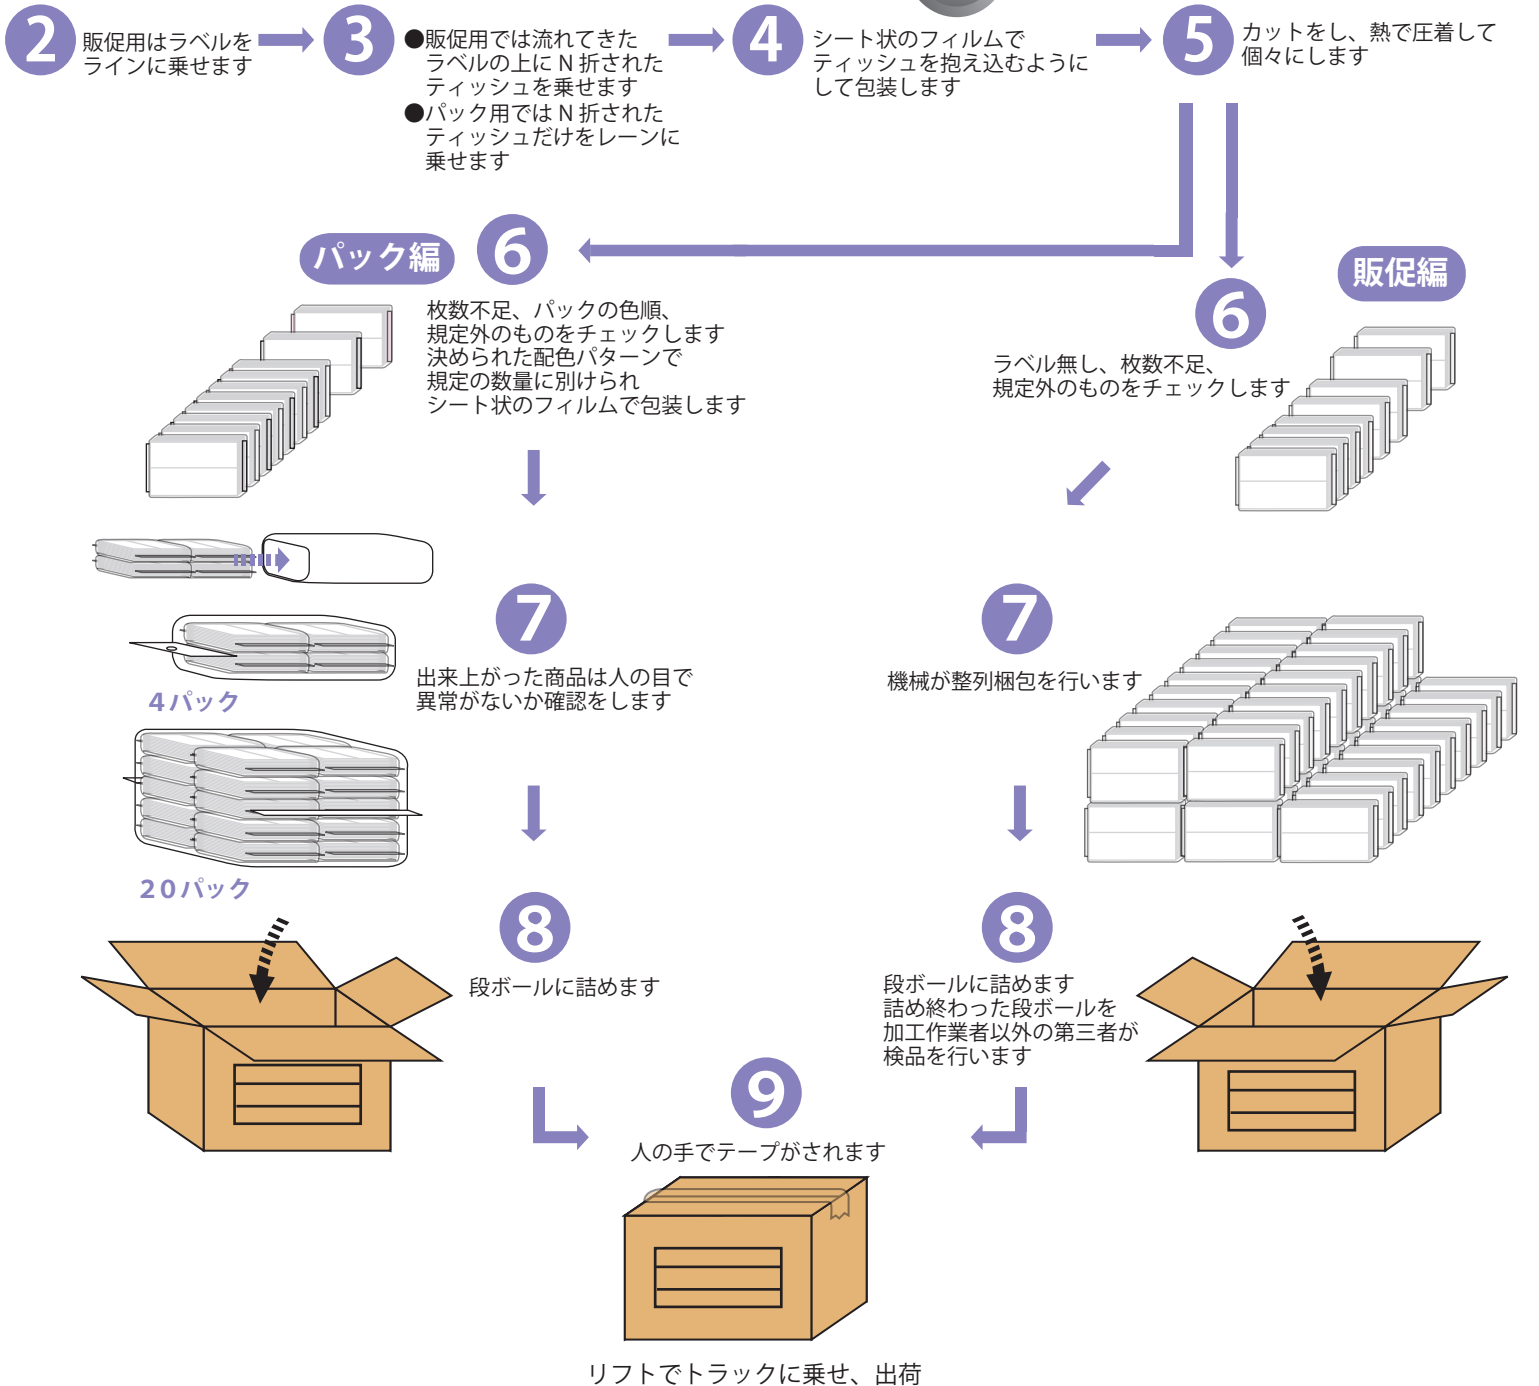 2
販促用はラベルを
ラインに乗せます
3
●販促用では流れてきた
ラベルの上に N 折された
ティッシュを乗せます
●パック用では N 折された
ティッシュだけをレーンに
乗せます
4
シート状のフィルムで
ティッシュを抱え込むように
して包装します
5
カットをし、熱で圧着して
個々にします
パック編
6
枚数不足、パックの色順、
規定外のものをチェックします
決められた配色パターンで
規定の数量に別けられ
シート状のフィルムで包装します
7
出来上がった商品は人の目で
異常がないか確認をします
4パック
20パック
8
段ボールに詰めます
販促編
6
ラベル無し、枚数不足、
規定外のものをチェックします
7
機械が整列梱包を行います
8
段ボールに詰めます
詰め終わった段ボールを
加工作業者以外の第三者が
検品を行います
9
人の手でテープがされます
リフトでトラックに乗せ、出荷